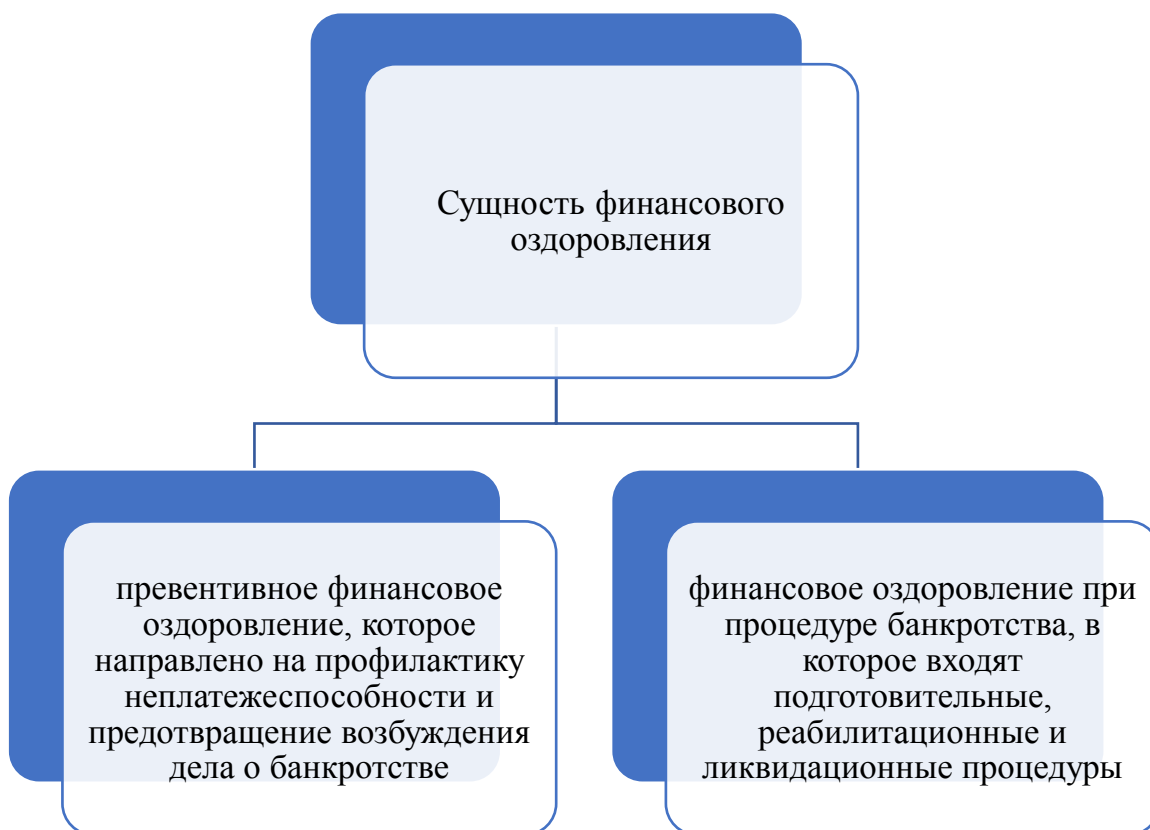 Сущность финансового
оздоровления
превентивное финансовое
оздоровление, которое
направлено на профилактику
неплатежеспособности и
предотвращение возбуждения
дела о банкротстве
финансовое оздоровление при
процедуре банкротства, в
которое входят
подготовительные,
реабилитационные и
ликвидационные процедуры